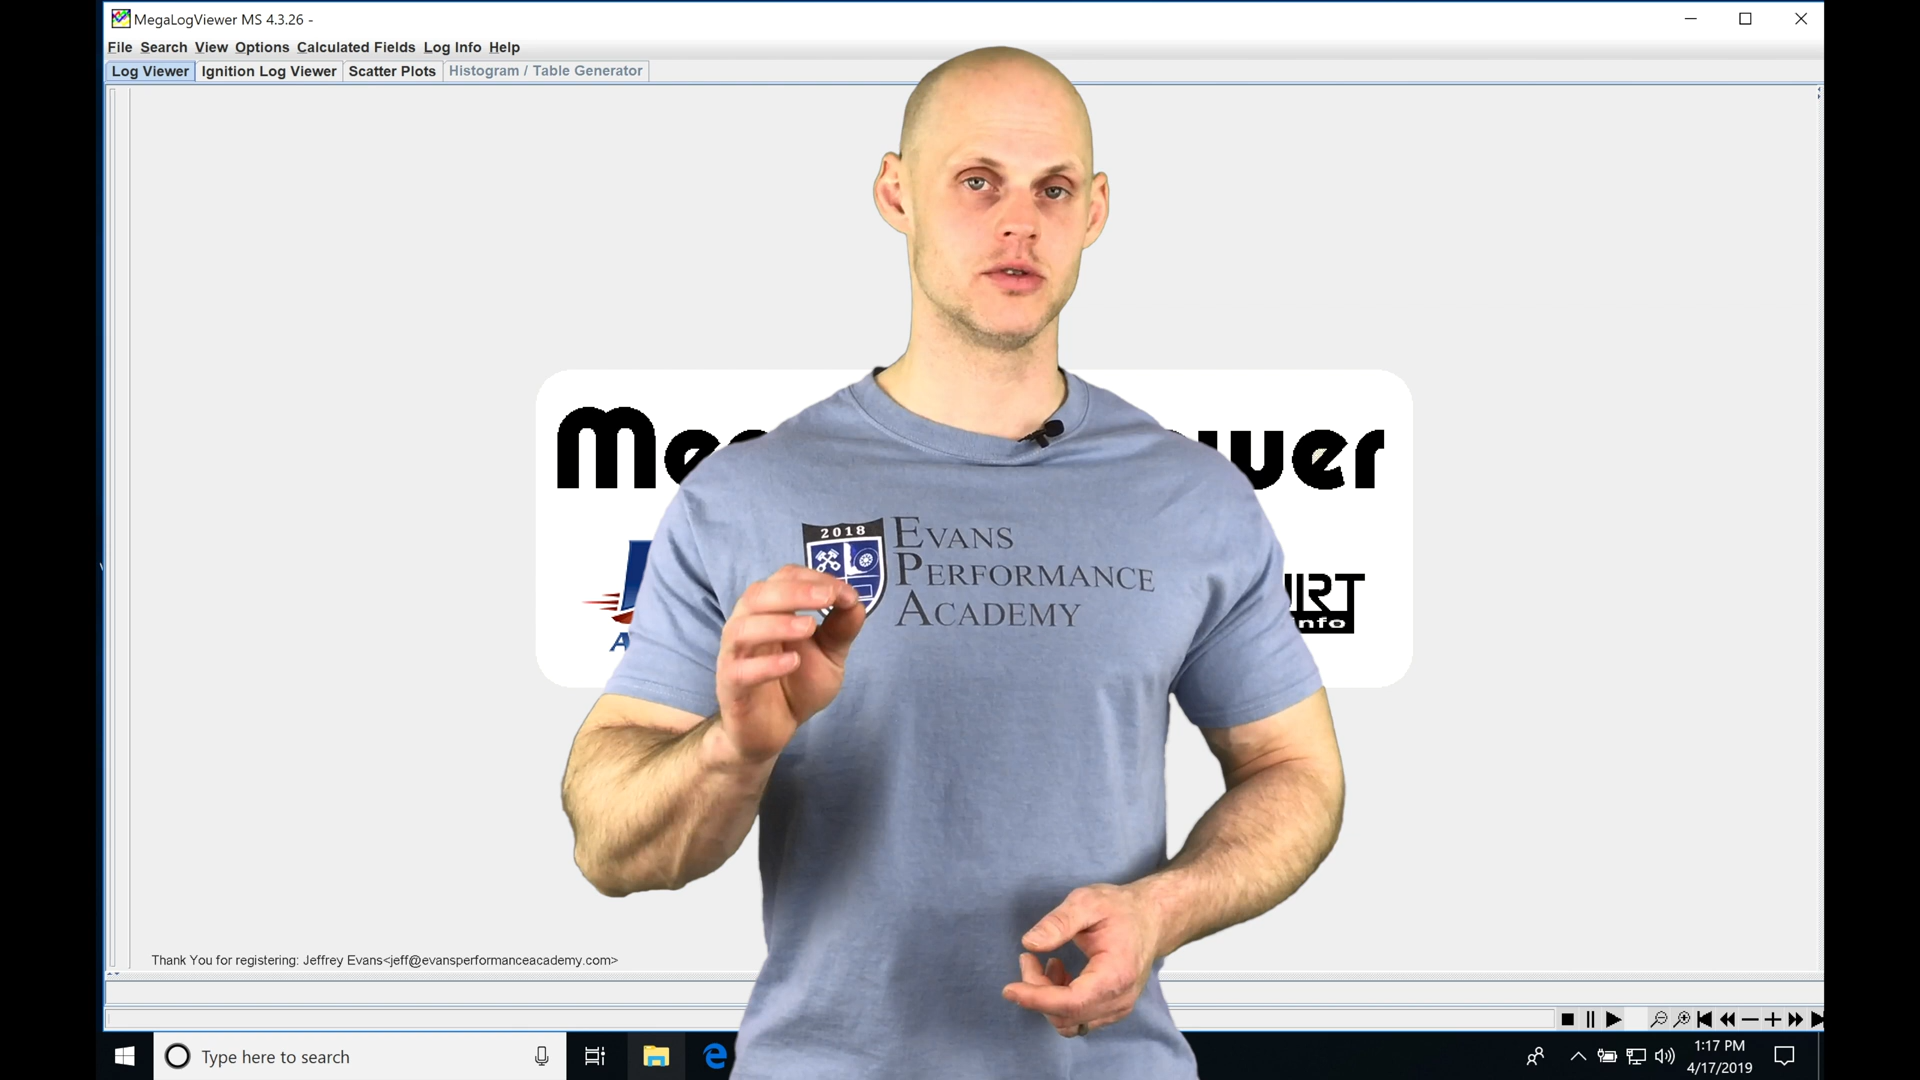 MegaLogViewer MS 4.3.26 -
File Search View Options Calculated Fields Log Info Help
Log Viewer Ignition Log Viewer Scatter Plots Histogram / Table Generator
2018
EVANS
PERFORMANCE
ACADEMY
info
Thank You for registering: Jeffrey Evans<jeff@evansperformanceacademy.com>
Type here to search
1:17 PM
4/17/2019